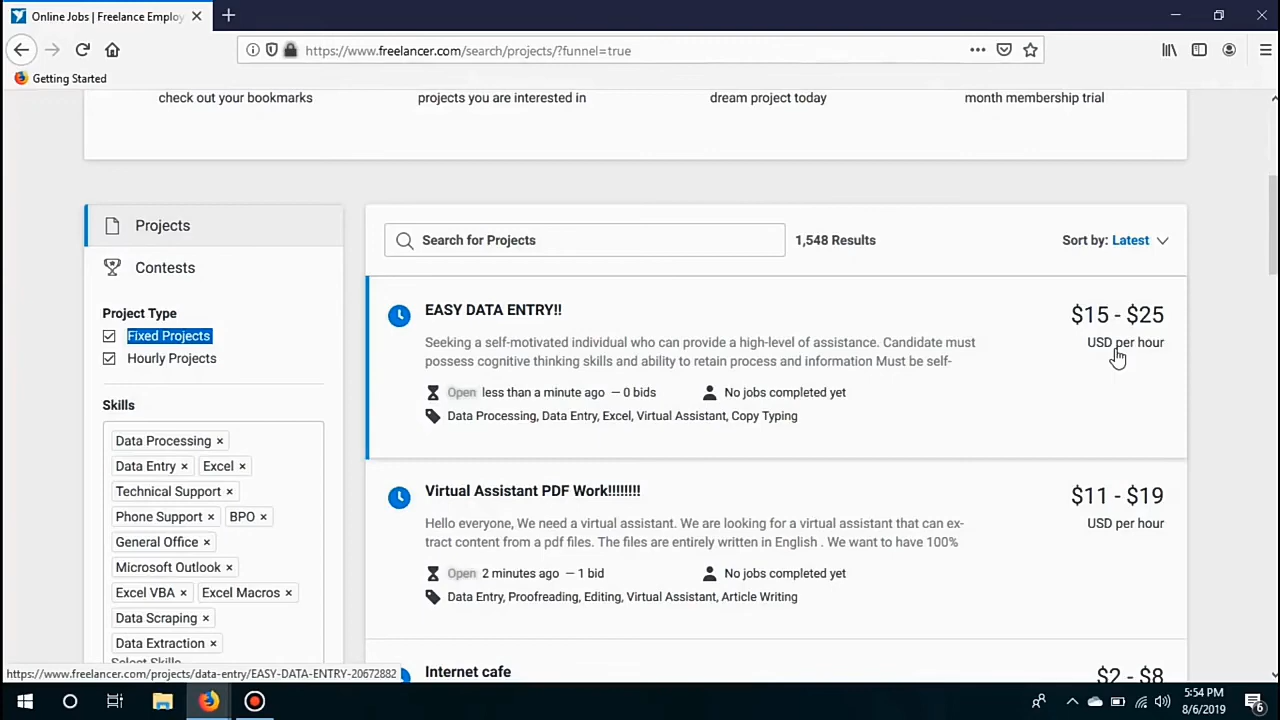 Online Jobs | Freelance Employ
https://www.freelancer.com/search/projects/?funnel=true
Getting Started
check out your bookmarks
projects you are interested in
dream project today
month membership trial
Projects
Contests
Project Type
Fixed Projects
Hourly Projects
Skills
Data Processing ×
Data Entry × Excel ×
Technical Support ×
Phone Support × BPO ×
General Office ×
Microsoft Outlook ×
Excel VBA × Excel Macros ×
Data Scraping ×
Data Extraction ×
Select Skills
Search for Projects
1,548 Results
Sort by: Latest
EASY DATA ENTRY!!
$15 - $25
USD per hour
Seeking a self-motivated individual who can provide a high-level of assistance. Candidate must
possess cognitive thinking skills and ability to retain process and information Must be self-
Open less than a minute ago — 0 bids
No jobs completed yet
Data Processing, Data Entry, Excel, Virtual Assistant, Copy Typing
Virtual Assistant PDF Work!!!!!!!!
$11 - $19
USD per hour
Hello everyone, We need a virtual assistant. We are looking for a virtual assistant that can ex-
tract content from a pdf files. The files are entirely written in English . We want to have 100%
Open 2 minutes ago — 1 bid
No jobs completed yet
Data Entry, Proofreading, Editing, Virtual Assistant, Article Writing
Internet cafe
$2 - $8
https://www.freelancer.com/projects/data-entry/EASY-DATA-ENTRY-20672882
5:54 PM
8/6/2019
6